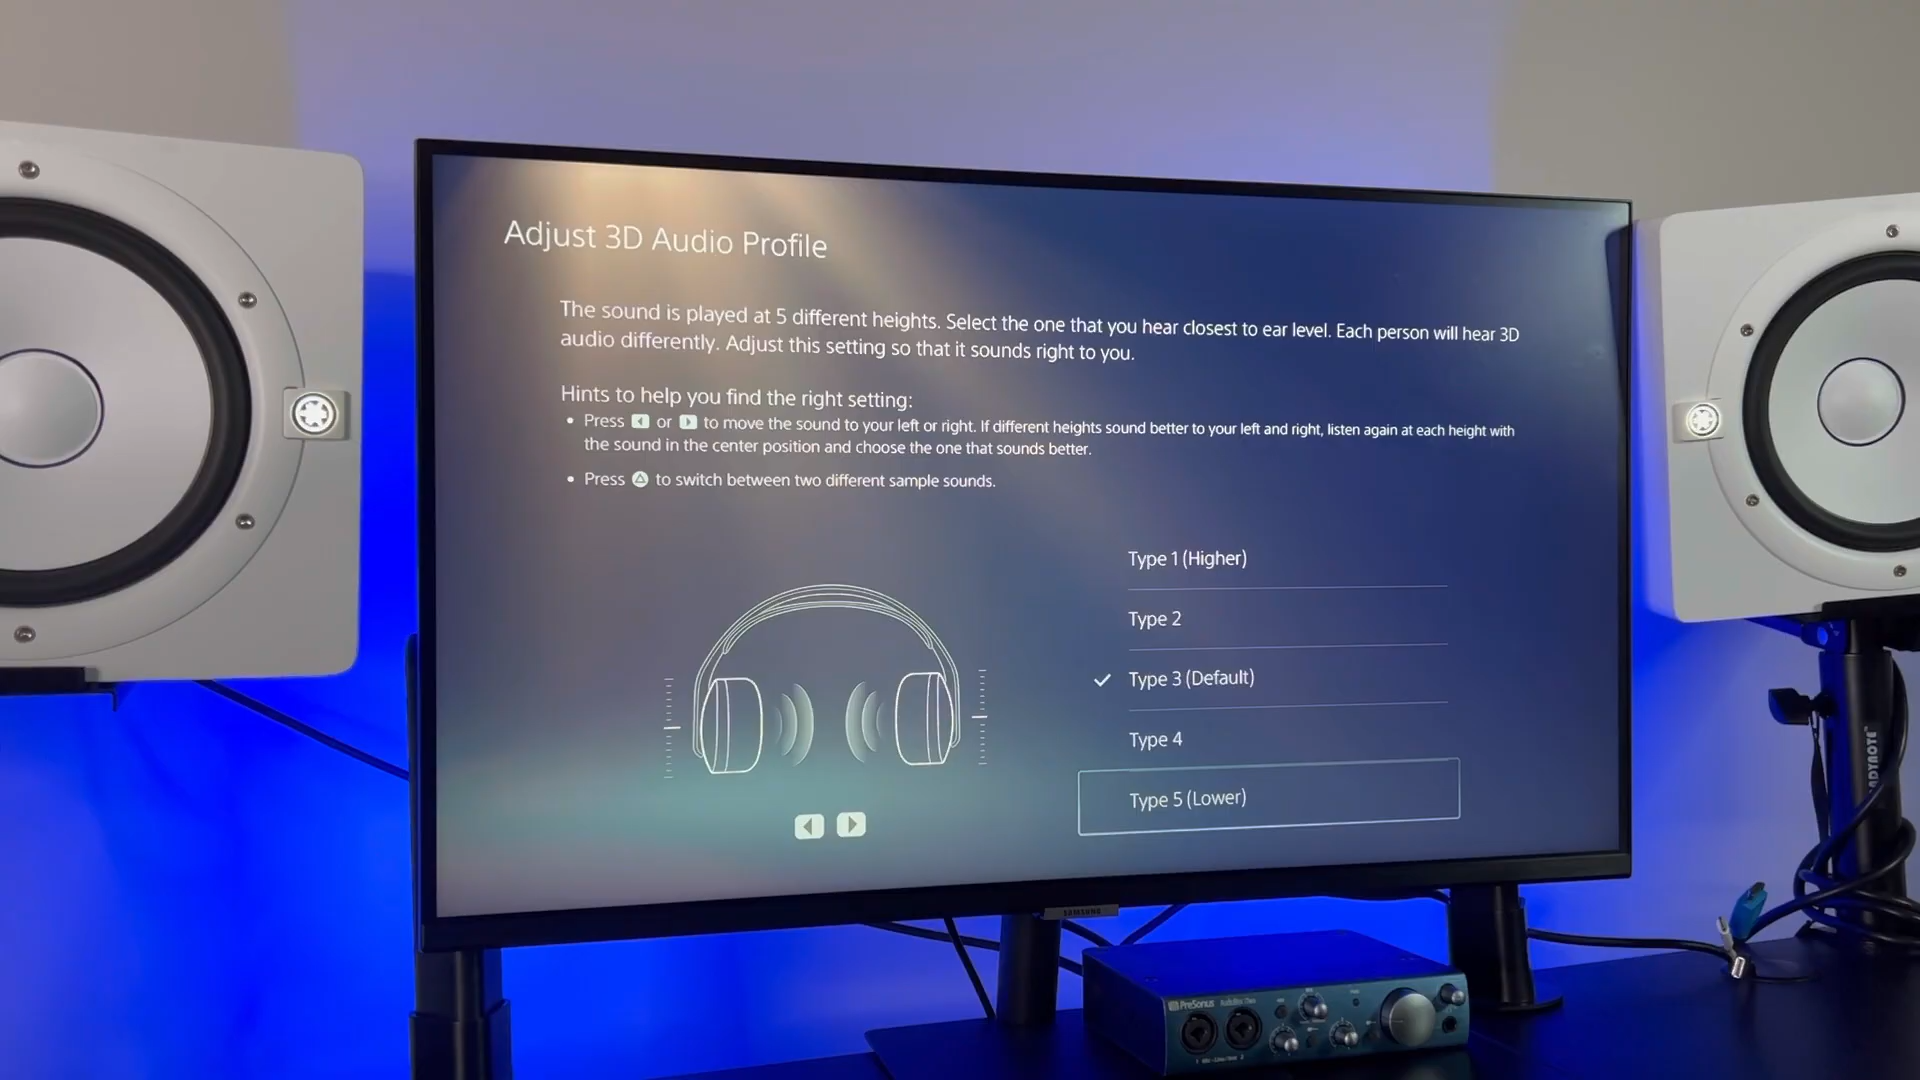 Adjust 3D Audio Profile
The sound is played at 5 different heights. Select the one that you hear closest to ear level. Each person will hear 3D
audio differently. Adjust this setting so that it sounds right to you.
Hints to help you find the right setting:
• Press or to move the sound to your left or right. If different heights sound better to your left and right, listen again at each height with
the sound in the center position and choose the one that sounds better.
• Press to switch between two different sample sounds.
Type 1 (Higher)
Type 2
Type 3 (Default)
Type 4
Type 5 (Lower)
SAMSUNG
PreSonus